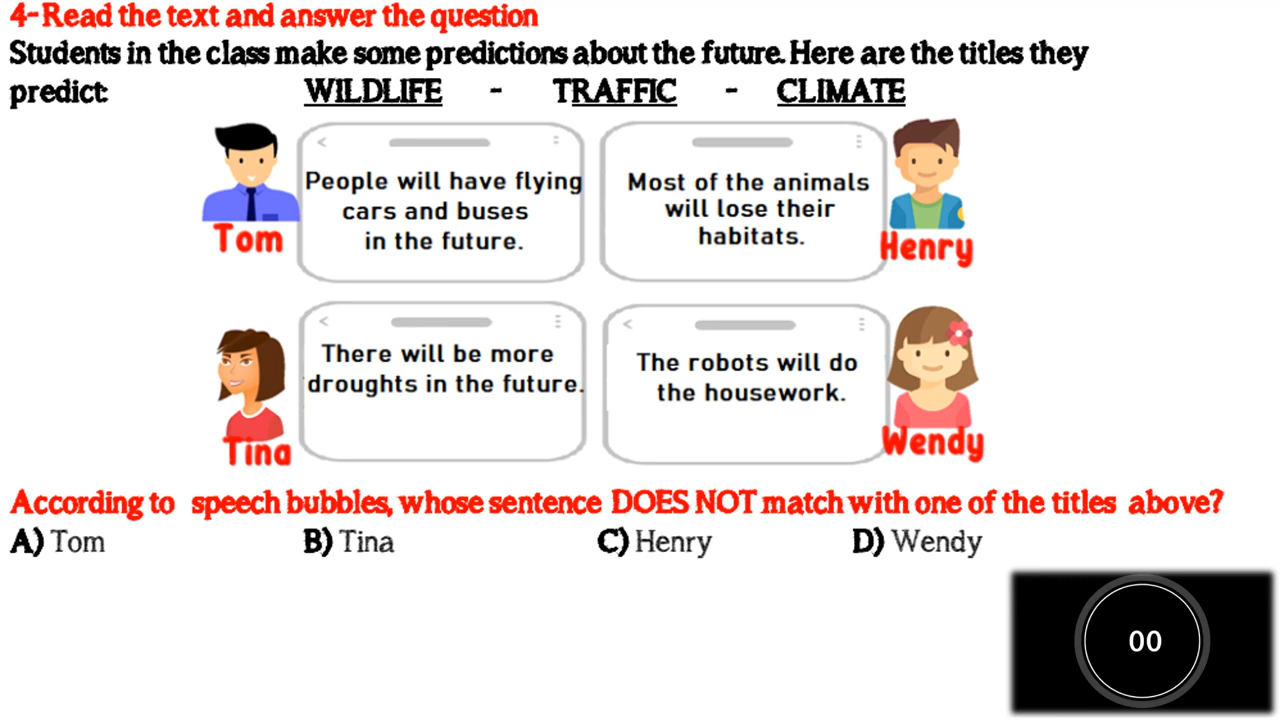 4-Read the text and answer the question
Students in the class make some predictions about the future. Here are the titles they
predict: WILDLIFE - TRAFFIC - CLIMATE
People will have flying
cars and buses
in the future.
Tom
Most of the animals
will lose their
habitats.
Henry
There will be more
droughts in the future.
Tina
The robots will do
the housework.
Wendy
According to speech bubbles, whose sentence DOES NOT match with one of the titles above?
A) Tom B) Tina C) Henry D) Wendy
00